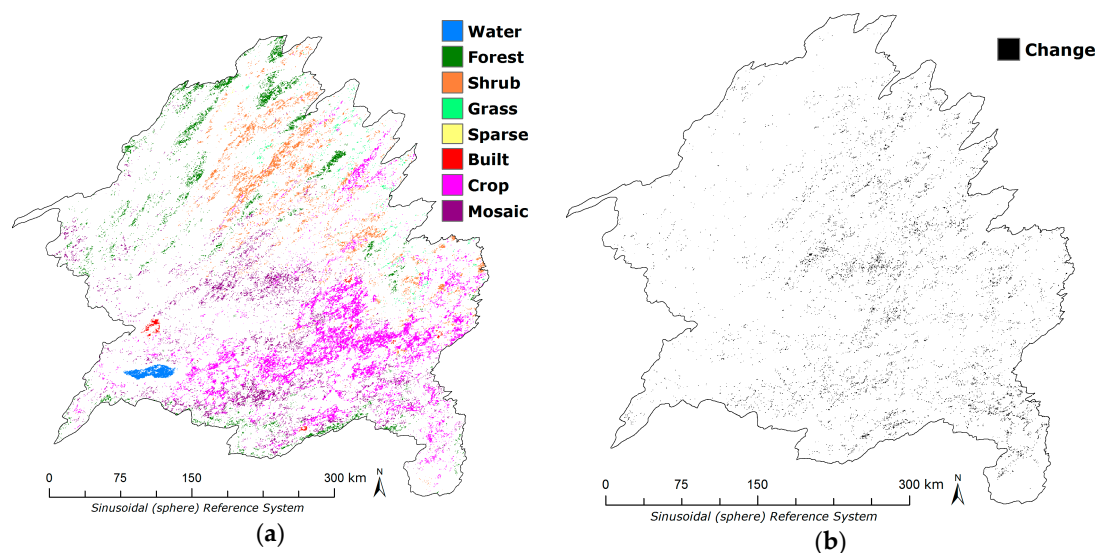 Water
Forest
Shrub
Grass
Sparse
Built
Crop
Mosaic
0 75 150 300 km
N
Sinusoidal (sphere) Reference System
(a)
Change
0 75 150 300 km
N
Sinusoidal (sphere) Reference System
(b)